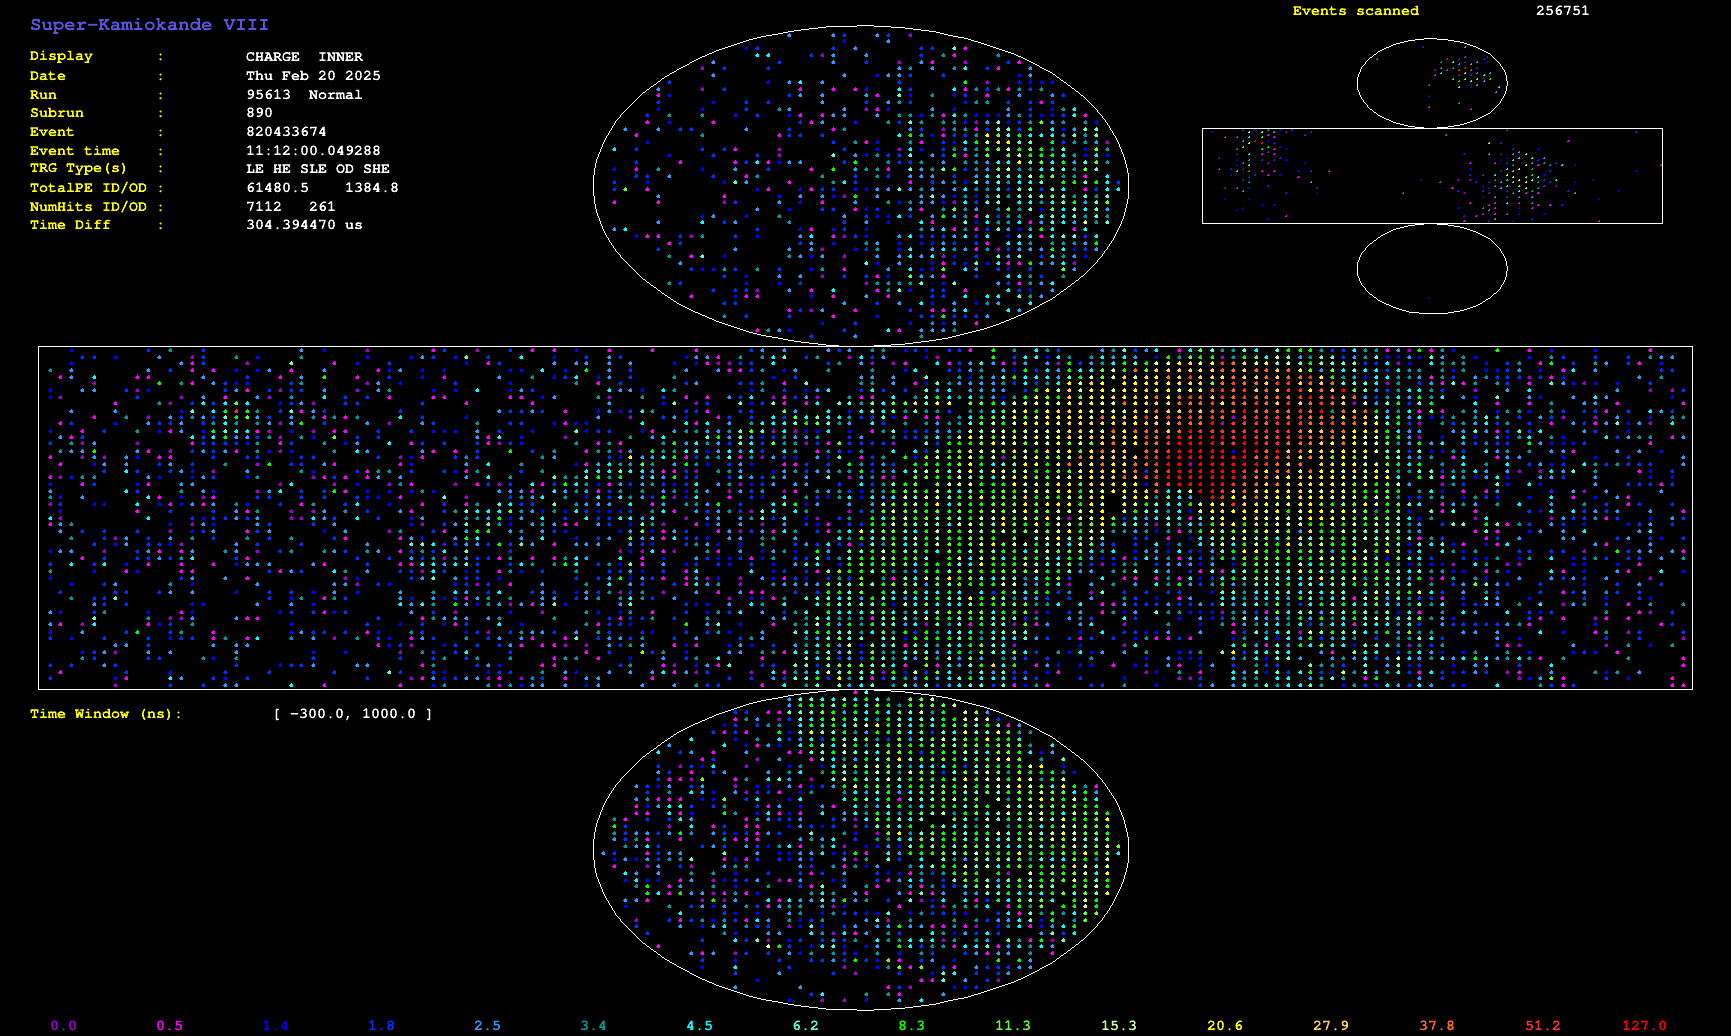 Super-Kamiokande VIII
Events scanned 256751
Display : CHARGE INNER
Date : Thu Feb 20 2025
Run : 95613 Normal
Subrun : 890
Event : 820433674
Event time : 11:12:00.049288
TRG Type(s) : LE HE SLE OD SHE
TotalPE ID/OD : 61480.5 1384.8
NumHits ID/OD : 7112 261
Time Diff : 304.394470 us
Time Window (ns): [ -300.0, 1000.0 ]
0.0 0.5 1.4 1.8 2.5 3.4 4.5 6.2 8.3 11.3 15.3 20.6 27.9 37.8 51.2 127.0